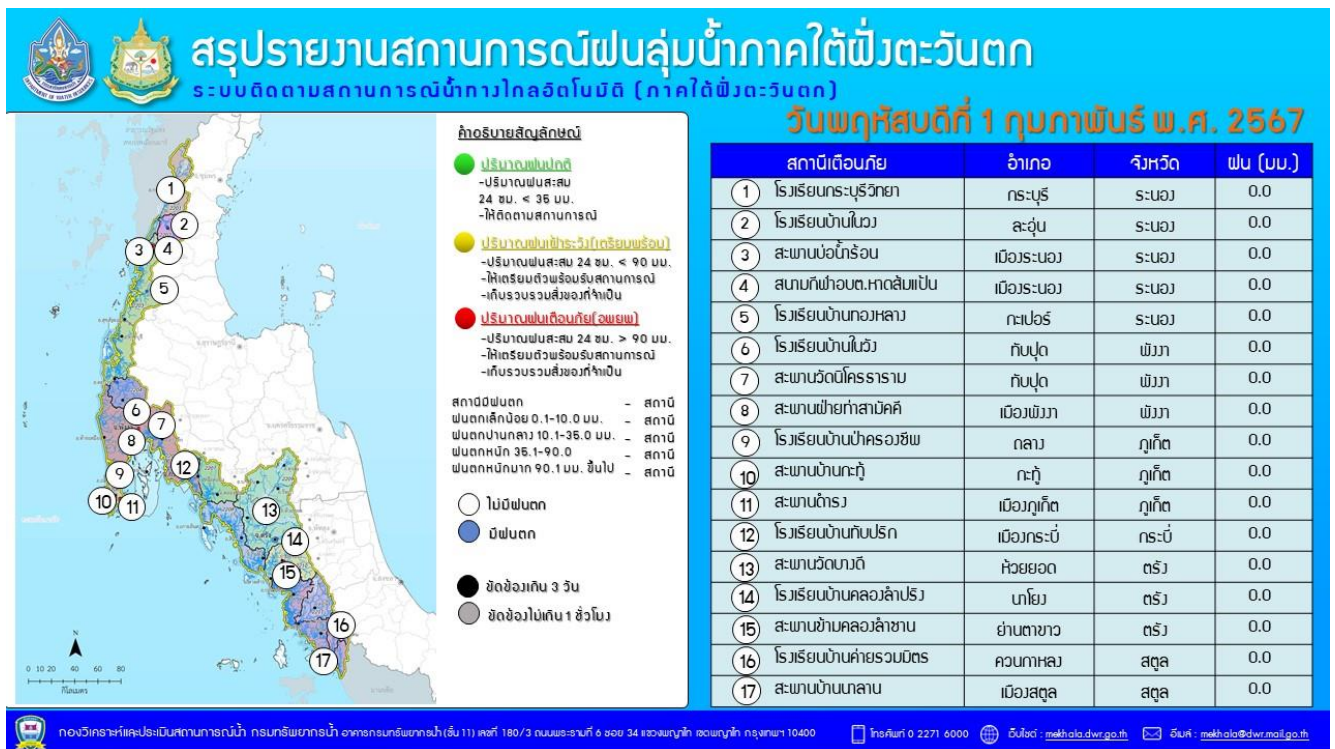 สรุปรายงานสถานการณ์ฝนลุ่มน้ำภาคใต้ฝั่งตะวันตก
ระบบติดตามสถานการณ์น้ำทางไกลอัตโนมัติ (ภาคใต้ฝั่งตะวันตก)
วันพฤหัสบดีที่ 1 กุมภาพันธ์ พ.ศ. 2567
คำอธิบายสัญลักษณ์
ปริมาณฝนปกติ
-ปริมาณฝนสะสม
24 ชม. < 35 มม.
-ให้ติดตามสถานการณ์
ปริมาณฝนเฝ้าระวัง(เตรียมพร้อม)
-ปริมาณฝนสะสม 24 ชม. < 90 มม.
-ให้เตรียมตัวพร้อมรับสถานการณ์
-เก็บรวบรวมสิ่งของที่จำเป็น
ปริมาณฝนเตือนภัย(อพยพ)
-ปริมาณฝนสะสม 24 ชม. > 90 มม.
-ให้เตรียมตัวพร้อมรับสถานการณ์
-เก็บรวบรวมสิ่งของที่จำเป็น
สถานีมีฝนตก - สถานี
ฝนตกเล็กน้อย 0.1-10.0 มม. - สถานี
ฝนตกปานกลาง 10.1-35.0 มม. - สถานี
ฝนตกหนัก 35.1-90.0 - สถานี
ฝนตกหนักมาก 90.1 มม. ขึ้นไป - สถานี
ไม่มีฝนตก
มีฝนตก
ขัดข้องเกิน 3 วัน
ขัดข้องไม่เกิน 1 ชั่วโมง
1
2
3 4
5
6
7
8
9
12
10 11
13
14
15
16
17
N
0 10 20 40 60 80
กิโลเมตร
สถานีเตือนภัย อำเภอ จังหวัด ฝน (มม.)
1 โรงเรียนกระบุรีวิทยา กระบุรี ระนอง 0.0
2 โรงเรียนบ้านในวง ละอุ่น ระนอง 0.0
3 สะพานบ่อน้ำร้อน เมืองระนอง ระนอง 0.0
4 สนามกีฬาอบต.หาดส้มแป้น เมืองระนอง ระนอง 0.0
5 โรงเรียนบ้านทองหลาง กะเปอร์ ระนอง 0.0
6 โรงเรียนบ้านในวัง ทับปุด พังงา 0.0
7 สะพานวัดนิโครธาราม ทับปุด พังงา 0.0
8 สะพานฝ่ายท่าสามัคคี เมืองพังงา พังงา 0.0
9 โรงเรียนบ้านป่าครองชีพ ถลาง ภูเก็ต 0.0
10 สะพานบ้านกะทู้ กะทู้ ภูเก็ต 0.0
11 สะพานดำรง เมืองภูเก็ต ภูเก็ต 0.0
12 โรงเรียนบ้านทับปริก เมืองกระบี่ กระบี่ 0.0
13 สะพานวัดบางดี ห้วยยอด ตรัง 0.0
14 โรงเรียนบ้านคลองลำปริง นาโยง ตรัง 0.0
15 สะพานข้ามคลองลำชาน ย่านตาขาว ตรัง 0.0
16 โรงเรียนบ้านค่ายรวมมิตร ควนกาหลง สตูล 0.0
17 สะพานบ้านนาลาน เมืองสตูล สตูล 0.0
กองวิเคราะห์และประเมินสถานการณ์น้ำ กรมทรัพยากรน้ำ อาคารกรมทรัพยากรน้ำ(ชั้น 11) เลขที่ 180/3 ถนนพระรามที่ 6 ซอย 34 แขวงพญาไท เขตพญาไท กรุงเทพฯ 10400 โทรศัพท์ 0 2271 6000 เว็บไซต์ : mekhala.dwr.go.th อีเมล์ : mekhala@dwr.mail.go.th